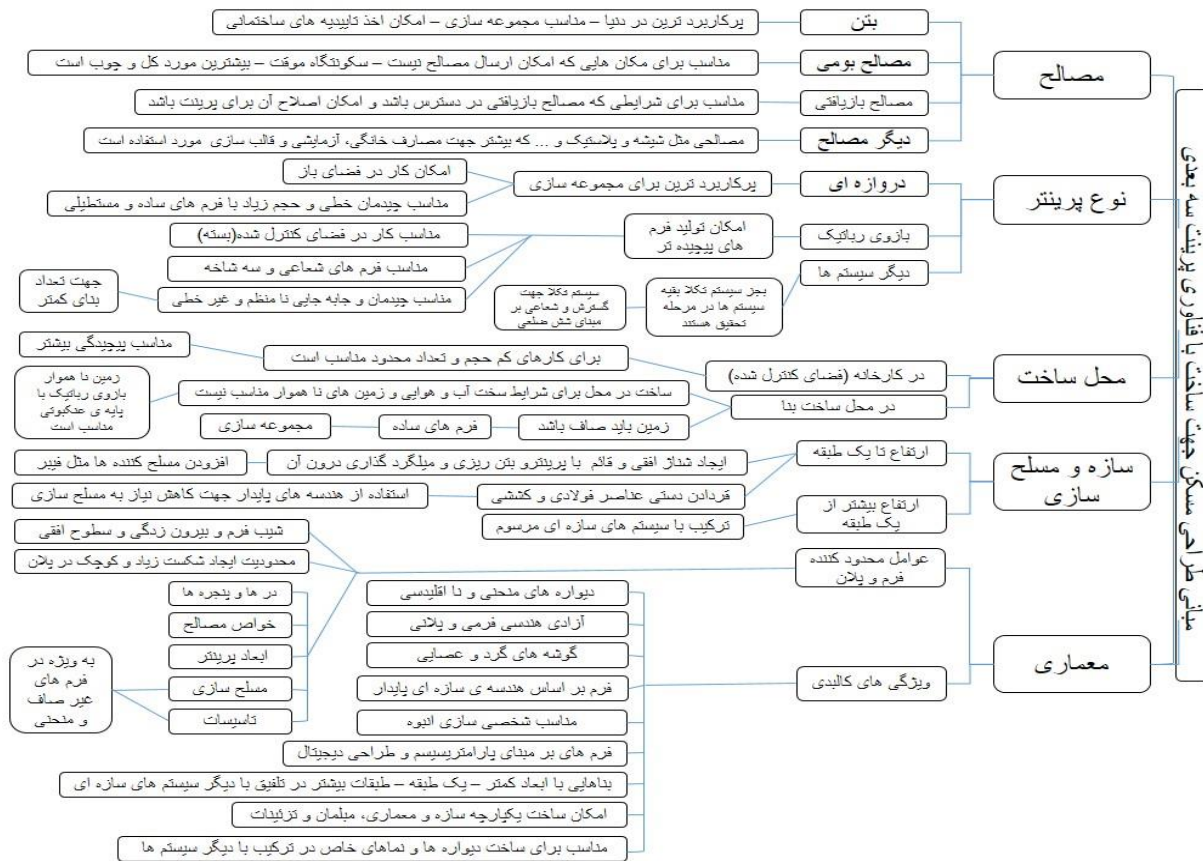 مبانی طراحی مسکن جهت ساخت با فناوری پرینت سه بعدی
مصالح
بتن
پرکاربرد ترین در دنیا – مناسب مجموعه سازی – امکان اخذ تاییدیه های ساختمانی
مصالح بومی
مناسب برای مکان هایی که امکان ارسال مصالح نیست – سکونتگاه موقت – بیشترین مورد کل و چوب است
مصالح بازیافتی
مناسب برای شرایطی که مصالح بازیافتی در دسترس باشد و امکان اصلاح آن برای پرینت باشد
دیگر مصالح
مصالحی مثل شیشه و پلاستیک و ... که بیشتر جهت مصارف خانگی، آزمایشی و قالب سازی مورد استفاده است
نوع پرینتر
دروازه ای
پرکاربرد ترین برای مجموعه سازی
امکان کار در فضای باز
مناسب چیدمان خطی و حجم زیاد با فرم های ساده و مستطیلی
بازوی رباتیک
امکان تولید فرم
های پیچیده تر
مناسب کار در فضای کنترل شده(بسته)
مناسب فرم های شعاعی و سه شاخه
مناسب چیدمان و جابه جایی نا منظم و غیر خطی
جهت تعداد
بنای کمتر
دیگر سیستم ها
بجز سیستم تکلا بقیه
سیستم ها در مرحله
تحقیق هستند
سیستم تکلا جهت
گسترش و شعاعی بر
مبنای شش ضلعی
محل ساخت
در کارخانه (فضای کنترل شده)
برای کارهای کم حجم و تعداد محدود مناسب است
مناسب پیچیدگی بیشتر
در محل ساخت بنا
ساخت در محل برای شرایط سخت آب و هوایی و زمین های نا هموار مناسب نیست
زمین نا هموار
بازوی رباتیک با
پایه ی عنکبوتی
مناسب است
زمین باید صاف باشد
فرم های ساده
مجموعه سازی
سازه و مسلح
سازی
ارتفاع تا یک طبقه
ایجاد شناژ افقی و قائم با پرینترو بتن ریزی و میلگرد گذاری درون آن
افزودن مسلح کننده ها مثل فیبر
قردادن دستی عناصر فولادی و کششی
استفاده از هندسه های پایدار جهت کاهش نیاز به مسلح سازی
ارتفاع بیشتر از
یک طبقه
ترکیب با سیستم های سازه ای مرسوم
معماری
عوامل محدود کننده
فرم و پلان
شیب فرم و بیرون زدگی و سطوح افقی
محدودیت ایجاد شکست زیاد و کوچک در پلان
در ها و پنجره ها
خواص مصالح
ابعاد پرینتر
مسلح سازی
تاسیسات
به ویژه در
فرم های
غیر صاف
و منحنی
ویژگی های کالبدی
دیواره های منحنی و نا اقلیدسی
آزادی هندسی فرمی و پلانی
گوشه های گرد و عصایی
فرم بر اساس هندسه ی سازه ای پایدار
مناسب شخصی سازی انبوه
فرم های بر مبنای پارامتریسیسم و طراحی دیجیتال
بناهایی با ابعاد کمتر – یک طبقه – طبقات بیشتر در تلفیق با دیگر سیستم های سازه ای
امکان ساخت یکپارچه سازه و معماری، مبلمان و تزئینات
مناسب برای ساخت دیواره ها و نماهای خاص در ترکیب با دیگر سیستم ها